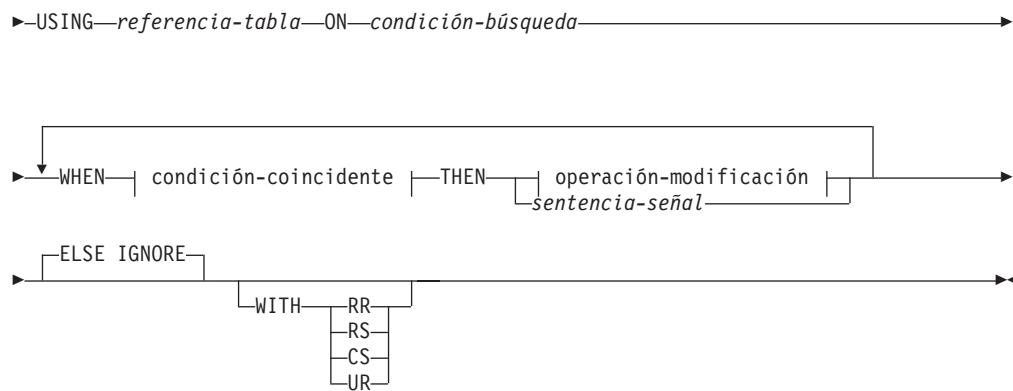 USING referencia-tabla ON condición-búsqueda
WHEN condición-coincidente THEN operación-modificación
sentencia-señal
ELSE IGNORE
WITH RR
RS
CS
UR